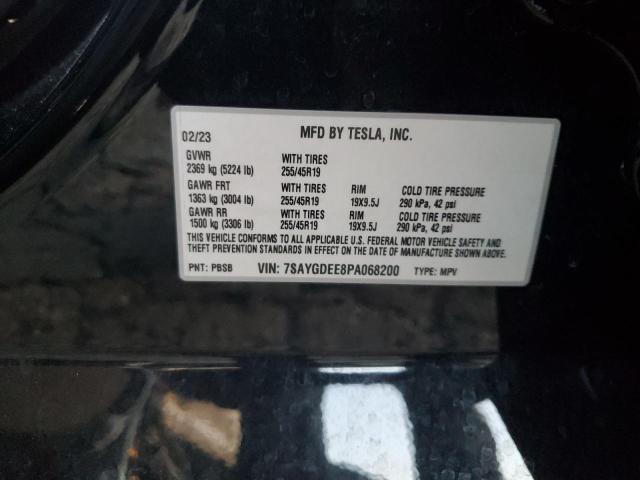 02/23 MFD BY TESLA, INC.
GVWR WITH TIRES
2369 kg (5224 lb) 255/45R19
GAWR FRT WITH TIRES RIM COLD TIRE PRESSURE
1363 kg (3004 lb) 255/45R19 19X9.5J 290 kPa, 42 psi
GAWR RR WITH TIRES RIM COLD TIRE PRESSURE
1500 kg (3306 lb) 255/45R19 19X9.5J 290 kPa, 42 psi
THIS VEHICLE CONFORMS TO ALL APPLICABLE U.S. FEDERAL MOTOR VEHICLE SAFETY AND
THEFT PREVENTION STANDARDS IN EFFECT ON THE DATE OF MANUFACTURE SHOWN ABOVE.
PNT: PBSB VIN: 7SAYGDEE8PA068200 TYPE: MPV